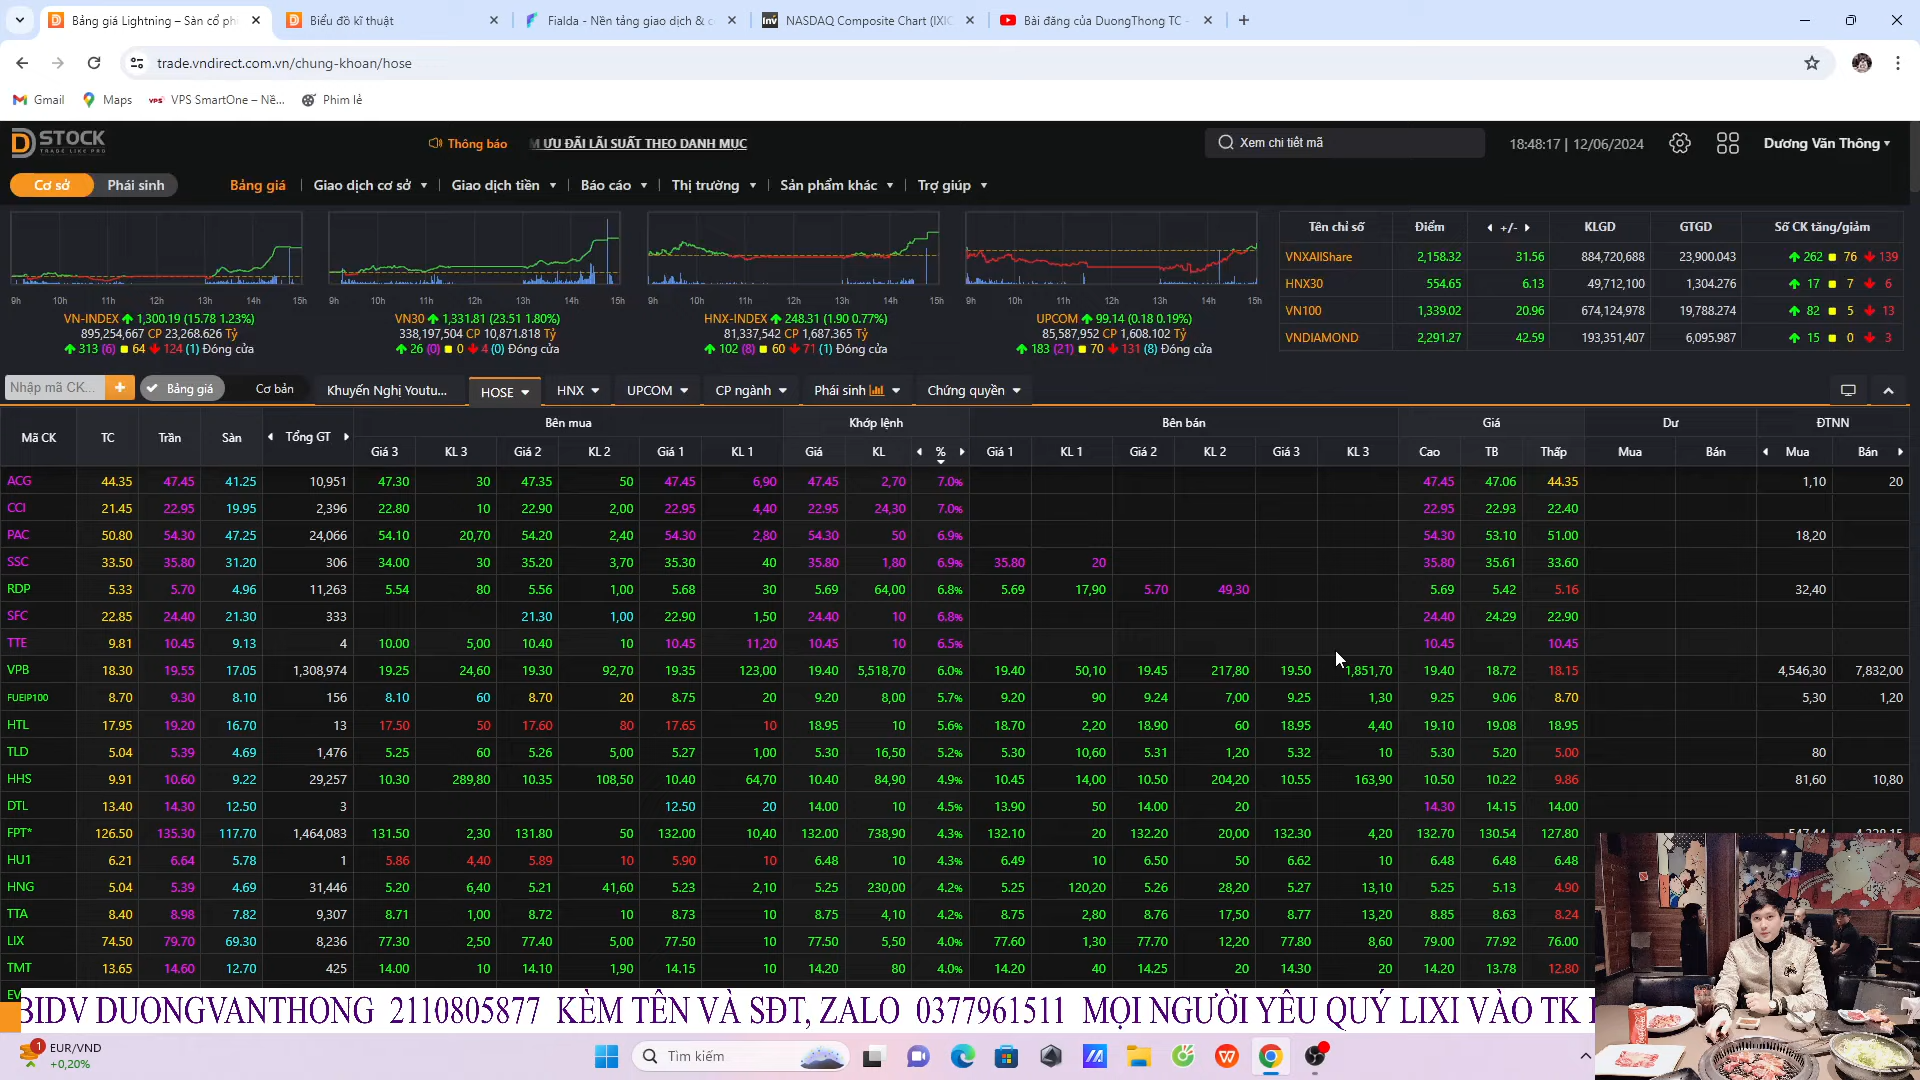 Bảng giá Lightning – Sàn cổ ph
Biểu đồ kĩ thuật
Fialda - Nền tảng giao dịch & c
NASDAQ Composite Chart (IXIC
Bài đăng của DuongThong TC -
trade.vndirect.com.vn/chung-khoan/hose
Gmail Maps VPS SmartOne – Nề... Phim lẻ
D STOCK
TRADE LIKE PRO
Thông báo ƯU ĐÃI LÃI SUẤT THEO DANH MỤC
Xem chi tiết mã
18:48:17 | 12/06/2024
Dương Văn Thông
Cơ sở Phái sinh Bảng giá Giao dịch cơ sở Giao dịch tiền Báo cáo Thị trường Sản phẩm khác Trợ giúp
9h 10h 11h 12h 13h 14h 15h
VN-INDEX 1,300.19 (15.78 1.23%)
895,254,667 CP 23,268.626 Tỷ
313 (6) 64 124 (1) Đóng cửa
9h 10h 11h 12h 13h 14h 15h
VN30 1,331.81 (23.51 1.80%)
338,197,504 CP 10,871.818 Tỷ
26 (0) 0 4 (0) Đóng cửa
9h 10h 11h 12h 13h 14h 15h
HNX-INDEX 248.31 (1.90 0.77%)
81,337,542 CP 1,687.365 Tỷ
102 (8) 60 71 (1) Đóng cửa
9h 10h 11h 12h 13h 14h 15h
UPCOM 99.14 (0.18 0.19%)
85,587,952 CP 1,608.102 Tỷ
183 (21) 70 131 (8) Đóng cửa
Tên chỉ số Điểm +/- KLGD GTGD Số CK tăng/giảm
VNXAllShare 2,158.32 31.56 884,720,688 23,900.043 262 76 139
HNX30 554.65 6.13 49,712,100 1,304.276 17 7 6
VN100 1,339.02 20.96 674,124,978 19,788.274 82 5 13
VNDIAMOND 2,291.27 42.59 193,351,407 6,095.987 15 0 3
Nhập mã CK... + Bảng giá Cơ bản Khuyến Nghị Youtu... HOSE HNX UPCOM CP ngành Phái sinh Chứng quyền
Mã CK TC Trần Sàn Tổng GT Bên mua Khớp lệnh Bên bán Giá Dư ĐTNN
Giá 3 KL 3 Giá 2 KL 2 Giá 1 KL 1 Giá KL % Giá 1 KL 1 Giá 2 KL 2 Giá 3 KL 3 Cao TB Thấp Mua Bán Mua Bán
ACG 44.35 47.45 41.25 10,951 47.30 30 47.35 50 47.45 6,90 47.45 2,70 7.0% 47.45 47.06 44.35 1,10 20
CCI 21.45 22.95 19.95 2,396 22.80 10 22.90 2,00 22.95 4,40 22.95 24,30 7.0% 22.95 22.93 22.40
PAC 50.80 54.30 47.25 24,066 54.10 20,70 54.20 2,40 54.30 2,80 54.30 50 6.9% 54.30 53.10 51.00 18,20
SSC 33.50 35.80 31.20 306 34.00 30 35.20 3,70 35.30 40 35.80 1,80 6.9% 35.80 20 35.80 35.61 33.60
RDP 5.33 5.70 4.96 11,263 5.54 80 5.56 1,00 5.68 30 5.69 64,00 6.8% 5.69 17,90 5.70 49,30 5.69 5.42 5.16 32,40
SFC 22.85 24.40 21.30 333 21.30 1,00 22.90 1,50 24.40 10 6.8% 24.40 24.29 22.90
TTE 9.81 10.45 9.13 4 10.00 5,00 10.40 10 10.45 11,20 10.45 10 6.5% 10.45 10.45
VPB 18.30 19.55 17.05 1,308,974 19.25 24,60 19.30 92,70 19.35 123,00 19.40 5,518,70 6.0% 19.40 50,10 19.45 217,80 19.50 1,851,70 19.40 18.72 18.15 4,546,30 7,832,00
FUEIP100 8.70 9.30 8.10 156 8.10 60 8.70 20 8.75 20 9.20 8,00 5.7% 9.20 90 9.24 7,00 9.25 1,30 9.25 9.06 8.70 5,30 1,20
HTL 17.95 19.20 16.70 13 17.50 50 17.60 80 17.65 10 18.95 10 5.6% 18.70 2,20 18.90 60 18.95 4,40 19.10 19.08 18.95
TLD 5.04 5.39 4.69 1,476 5.25 60 5.26 5,00 5.27 1,00 5.30 16,50 5.2% 5.30 10,60 5.31 1,20 5.32 10 5.30 5.20 5.00 80
HHS 9.91 10.60 9.22 29,257 10.30 289,80 10.35 108,50 10.40 64,70 10.40 84,90 4.9% 10.45 14,00 10.50 204,20 10.55 163,90 10.50 10.22 9.86 81,60 10,80
DTL 13.40 14.30 12.50 3 12.50 20 14.00 10 4.5% 13.90 50 14.00 20 14.30 14.15 14.00
FPT* 126.50 135.30 117.70 1,464,083 131.50 2,30 131.80 50 132.00 10,40 132.00 738,90 4.3% 132.10 20 132.20 20,00 132.30 4,20 132.70 130.54 127.80
HU1 6.21 6.64 5.78 1 5.86 4,40 5.89 10 5.90 10 6.48 10 4.3% 6.49 10 6.50 50 6.62 10 6.48 6.48 6.48
HNG 5.04 5.39 4.69 31,446 5.20 6,40 5.21 41,60 5.23 2,10 5.25 230,00 4.2% 5.25 120,20 5.26 28,20 5.27 13,10 5.25 5.13 4.90
TTA 8.40 8.98 7.82 9,307 8.71 1,00 8.72 10 8.73 10 8.75 4,10 4.2% 8.75 2,80 8.76 17,50 8.77 13,20 8.85 8.63 8.24
LIX 74.50 79.70 69.30 8,236 77.30 2,50 77.40 5,00 77.50 10 77.50 5,50 4.0% 77.60 1,30 77.70 12,20 77.80 8,60 79.00 77.92 76.00
TMT 13.65 14.60 12.70 425 14.00 10 14.10 1,90 14.15 10 14.20 80 4.0% 14.20 40 14.25 20 14.30 20 14.20 13.78 12.80
BIDV DUONGVANTHONG 2110805877 KÈM TÊN VÀ SĐT, ZALO 0377961511 MỌI NGƯỜI YÊU QUÝ LIXI VÀO TK
1 EUR/VND
+0,20%
Tìm kiếm